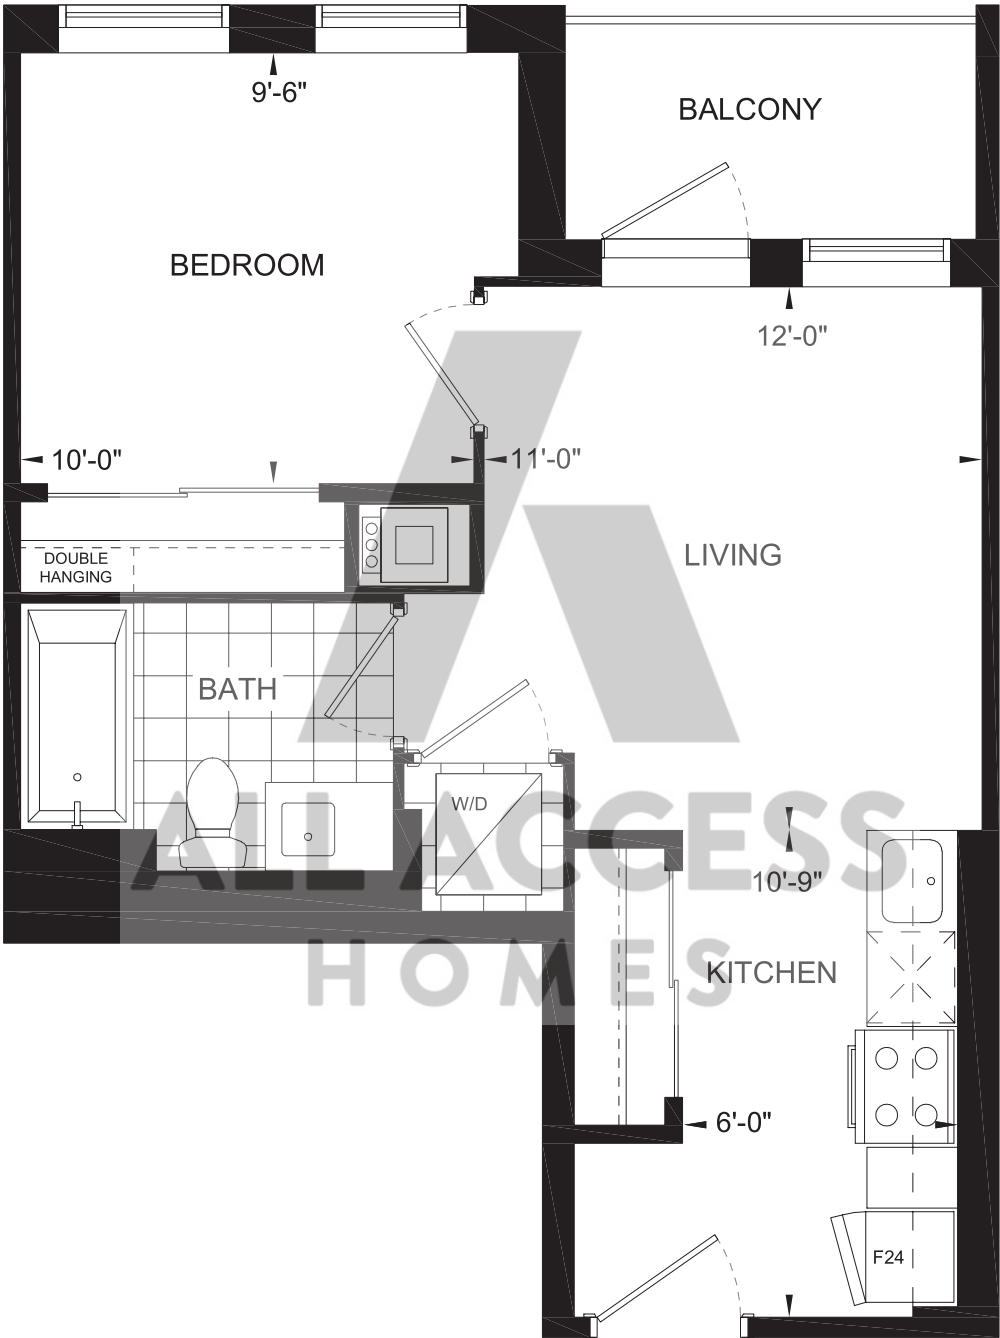 9'-6"
BALCONY
BEDROOM
12'-0"
10'-0"
11'-0"
DOUBLE
HANGING
LIVING
BATH
W/D
ALL ACCESS
10'-9"
HOMES
KITCHEN
6'-0"
F24